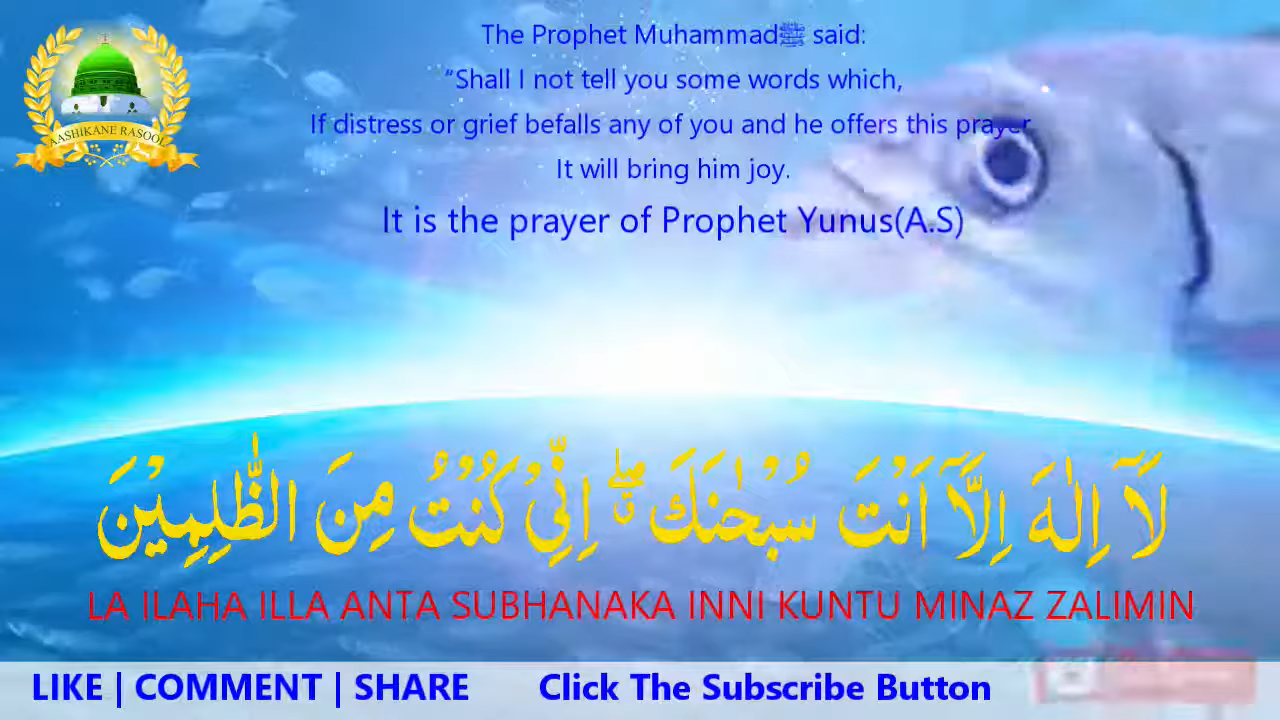 The Prophet Muhammadﷺ said:
“Shall I not tell you some words which,
If distress or grief befalls any of you and he offers this prayer
It will bring him joy.
It is the prayer of Prophet Yunus(A.S)
AASHIKANE RASOOL
لَآ اِلٰهَ اِلَّآ اَنْتَ سُبْحٰنَكَ ۖۗ اِنِّىْ كُنْتُ مِنَ الظّٰلِمِيْنَ
LA ILAHA ILLA ANTA SUBHANAKA INNI KUNTU MINAZ ZALIMIN
LIKE | COMMENT | SHARE Click The Subscribe Button